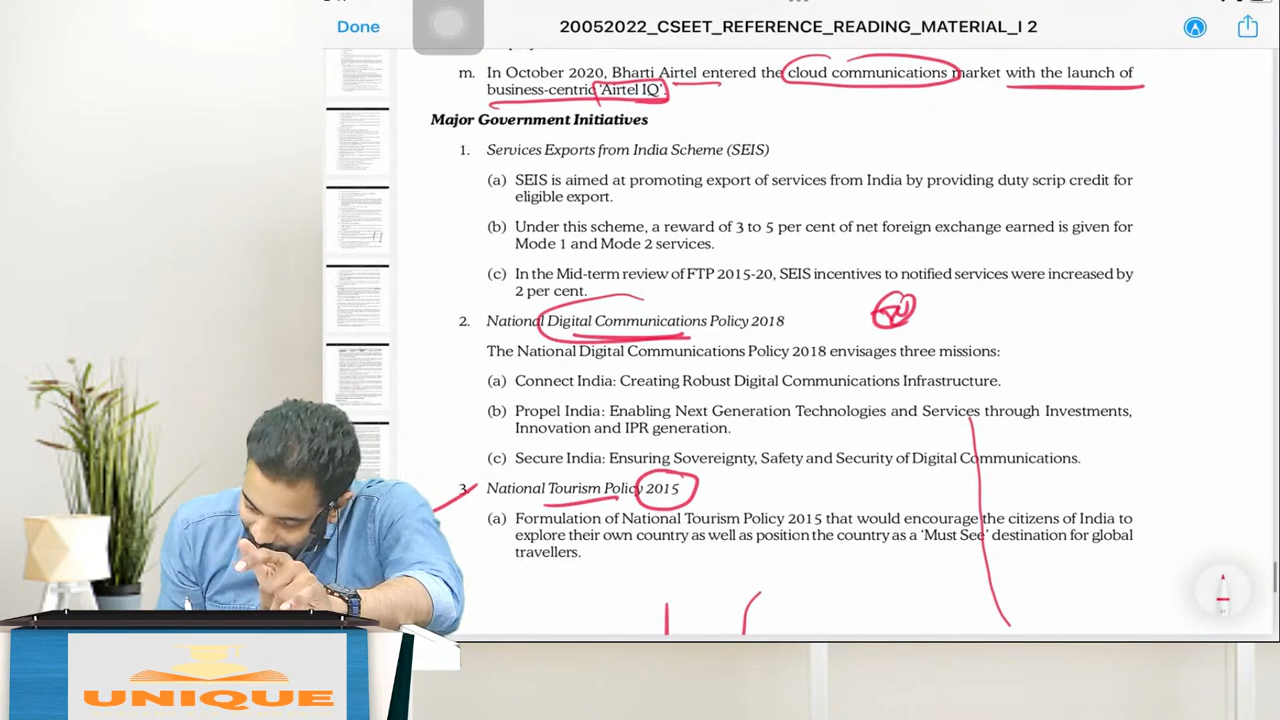 Done
20052022_CSEET_REFERENCE_READING_MATERIAL_I 2
m. In October 2020, Airtel entered cloud communications market with the launch of
business-centric 'Airtel IQ'.
Major Government Initiatives
1. Service Exports for India Scheme (SEIS)
(a) SEIS is aimed at promoting export of services from India by providing duty scrip credit for
eligible export.
(b) Under this scheme, a reward of 3 to 5 per cent of net foreign exchange earned is given for
Mode 1 and Mode 2 services.
(c) In the Mid-term review of FTP 2015-20 SEIS incentives to notified services were increased by
cent.
2. National Digital Communications Policy 2018
The National Digital Communications Policy 2018 envisages three missions:
(a) Connect India: Creating Robust Digital Communications Infrastructure.
(b) Propel India: Enabling Next Generation Technologies and Services through Investments,
Innovation and IPR generation.
(c) Secure India: Ensuring Sovereignty, Safety and Security of Digital Communications.
3. National Tourism Policy 2015
(a) Formulation of National Tourism Policy 2015 that would encourage the citizens of India to
explore their own country as well as position the country as a 'Must See' destination for global
travellers.
UNIQUE